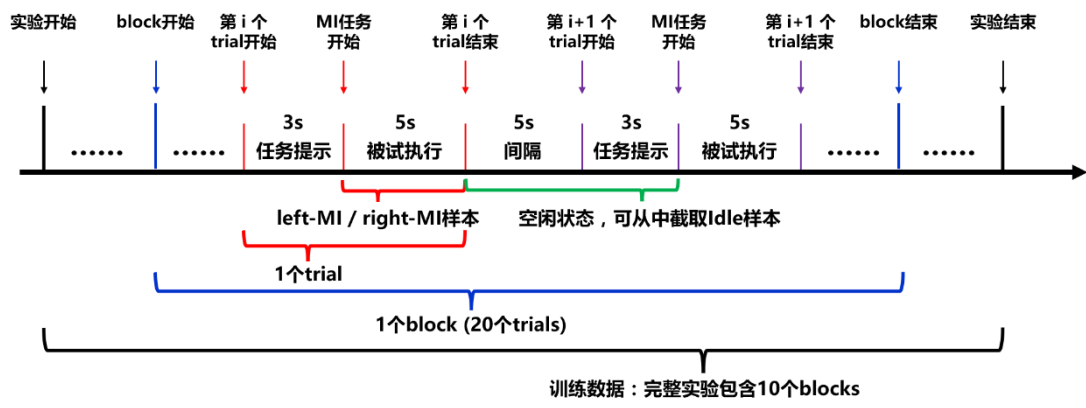 实验开始
block开始
第 i 个
trial开始
MI任务
开始
第 i 个
trial结束
第 i+1 个
trial开始
MI任务
开始
第 i+1 个
trial结束
block结束
实验结束
3s
任务提示
5s
被试执行
5s
间隔
3s
任务提示
5s
被试执行
......
......
......
......
left-MI / right-MI样本
空闲状态，可从中截取Idle样本
1个trial
1个block (20个trials)
训练数据：完整实验包含10个blocks